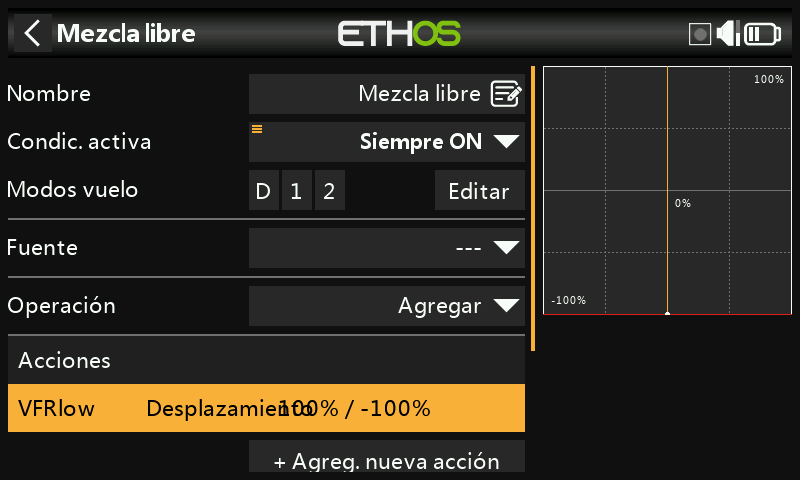 Mezcla libre
ETHOS
Nombre
Mezcla libre
Condic. activa
Siempre ON
Modos vuelo
D 1 2
Editar
Fuente
---
Operación
Agregar
Acciones
VFRlow Desplazamiento -100% / -100%
+ Agreg. nueva acción
100%
0%
-100%